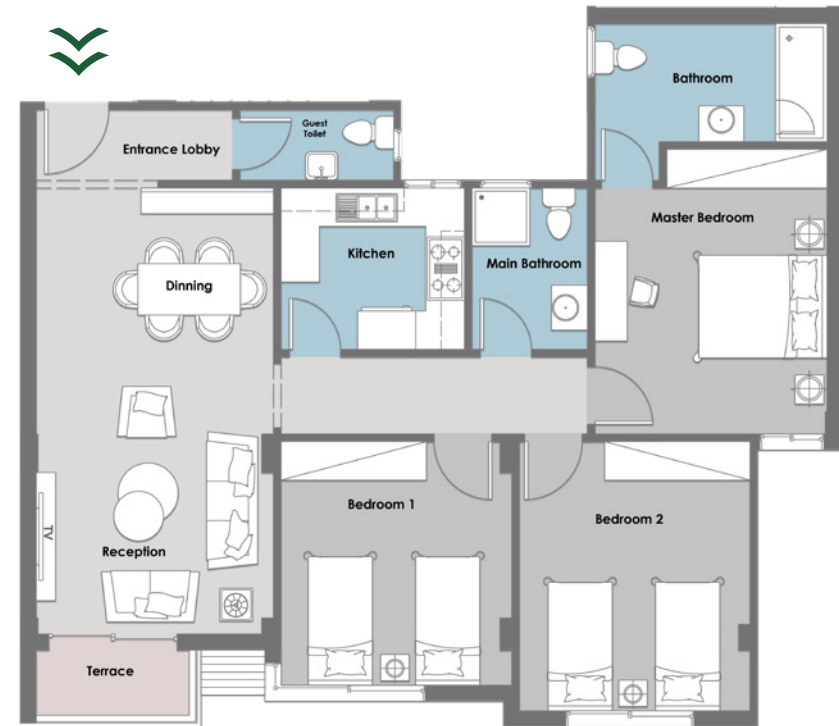 Bathroom
Guest
Toilet
Entrance Lobby
Master Bedroom
Kitchen
Main Bathroom
Dinning
Bedroom 1
Bedroom 2
TV
Reception
Terrace